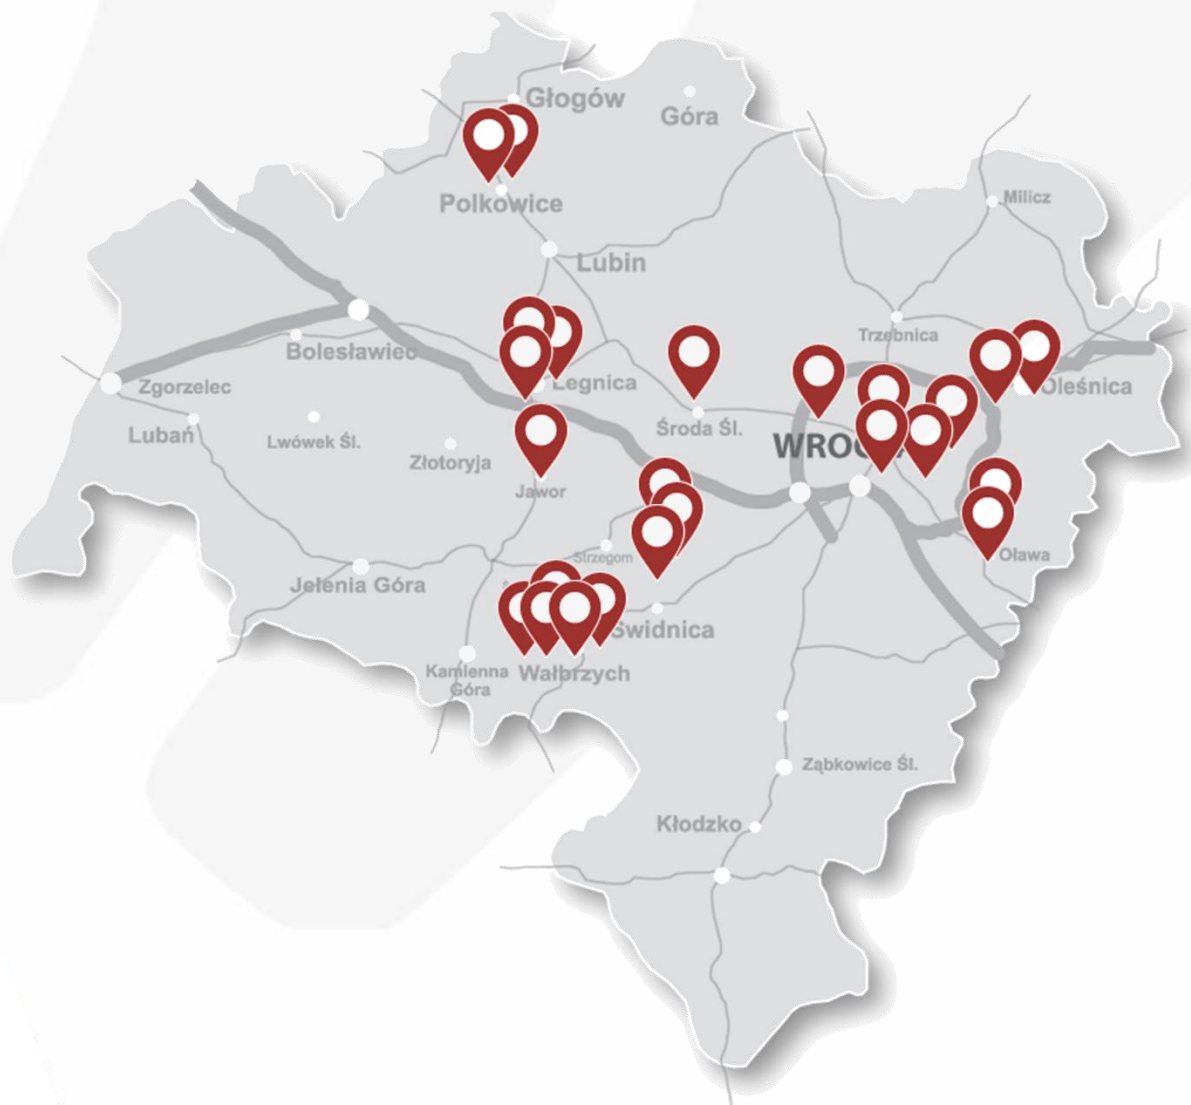 Głogów
Góra
Milicz
Polkowice
Lubin
Trzebnica
Bolesławiec
Zgorzelec
Legnica
Oleśnica
Lubań
Lwówek Śl.
Środa Śl.
Złotoryja
Jawor
Strzegom
Oława
Jelenia Góra
Świdnica
Kamienna
Góra
Wałbrzych
Ząbkowice Śl.
Kłodzko